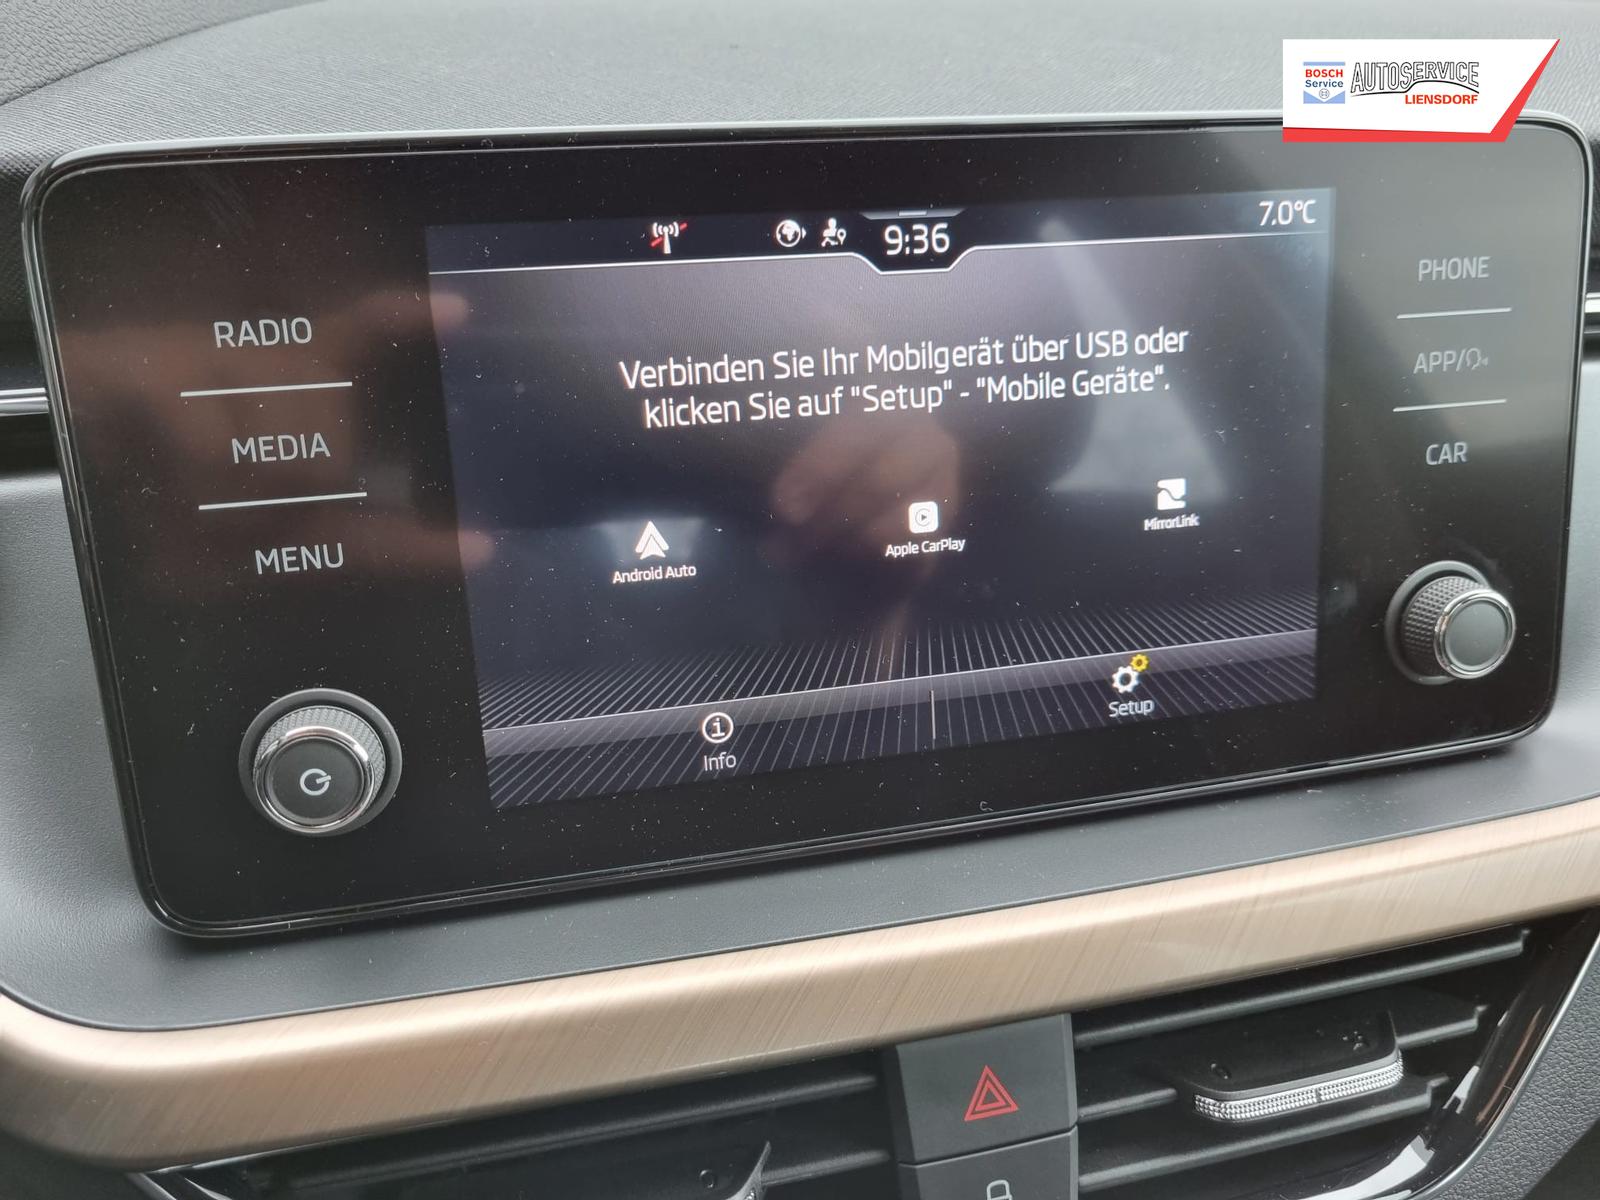 BOSCH
Service
AUTOSERVICE
LIENSDORF
9:36
7.0°C
RADIO
MEDIA
MENU
PHONE
APP/
CAR
Verbinden Sie Ihr Mobilgerät über USB oder
klicken Sie auf "Setup" - "Mobile Geräte".
Android Auto
Apple CarPlay
MirrorLink
Info
Setup